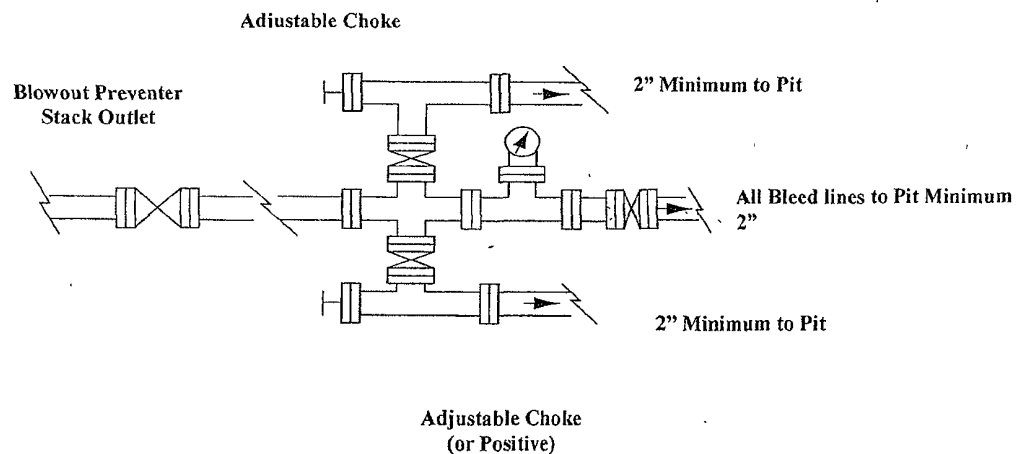 Adjustable Choke
Blowout Preventer
Stack Outlet
2" Minimum to Pit
All Bleed lines to Pit Minimum
2"
2" Minimum to Pit
Adjustable Choke
(or Positive)